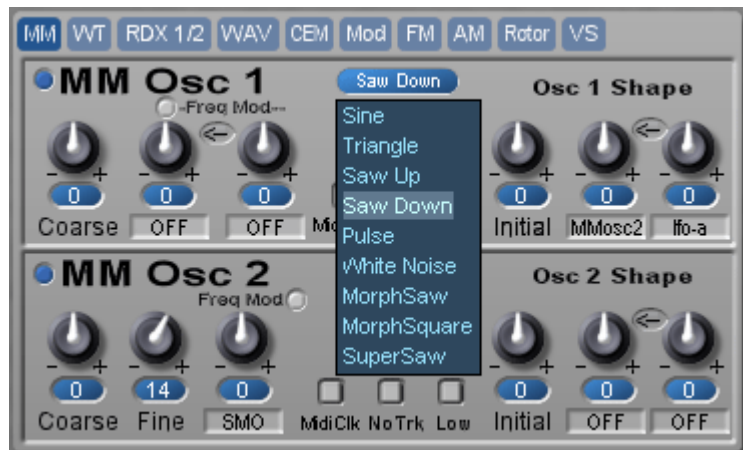 MM WT RDX 1/2 WAV CEM Mod FM AM Rotor VS
MM Osc 1
Saw Down
Osc 1 Shape
-Freq Mod--
Sine
Triangle
Saw Up
Saw Down
Pulse
White Noise
MorphSaw
MorphSquare
SuperSaw
- + - + - + - + - + - +
0 0 0 0 0 0
Coarse OFF OFF Initial MMosc2 lfo-a
MM Osc 2
Osc 2 Shape
Freq Mod
- + - + - + - + - + - +
0 14 0 0 0 0
Coarse Fine SMO MidiClk NoTrk Low Initial OFF OFF